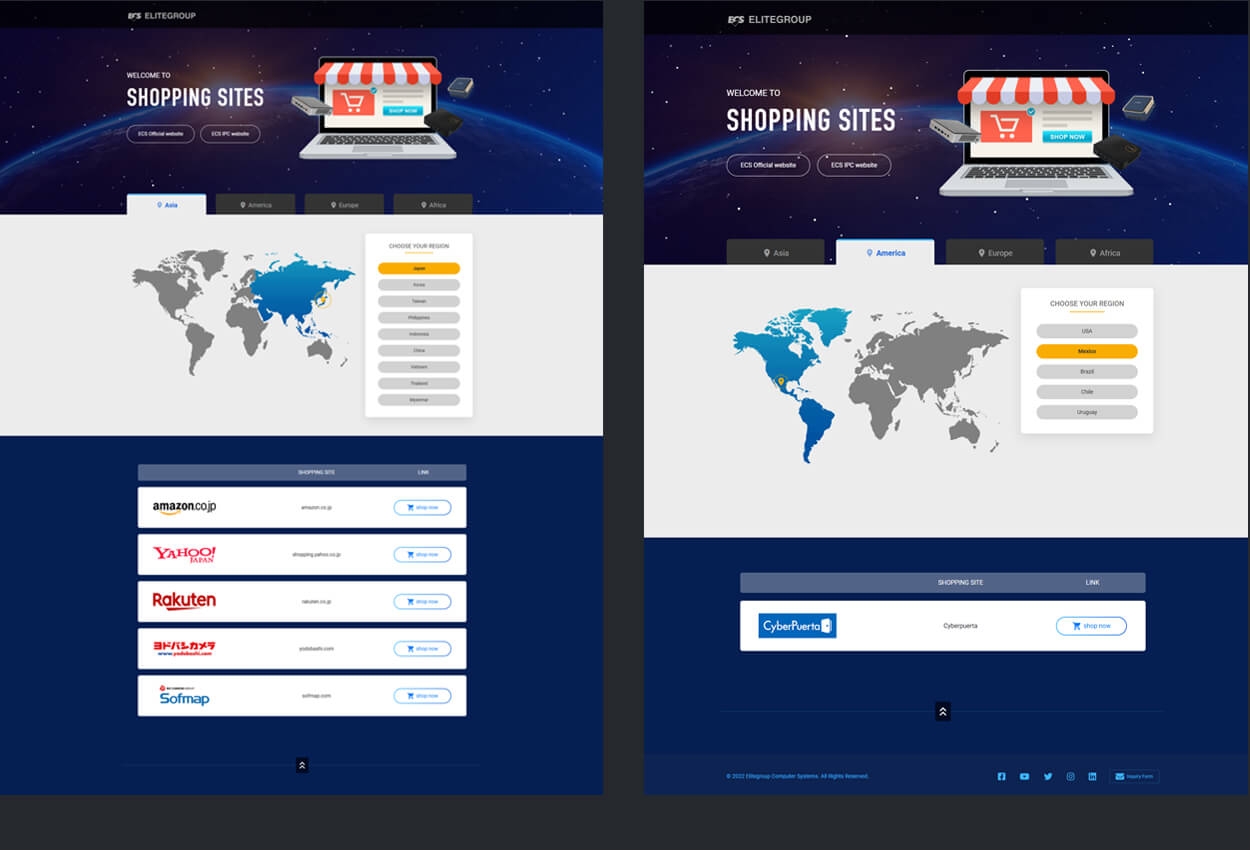 ECS ELITEGROUP
WELCOME TO
SHOPPING SITES
ECS Official website
ECS IPC website
SHOP NOW
Asia
America
Europe
Africa
CHOOSE YOUR REGION
Japan
Korea
Taiwan
Philippines
Indonesia
China
Vietnam
Thailand
Myanmar
SHOPPING SITE
LINK
amazon.co.jp
amazon.co.jp
shop now
YAHOO!
JAPAN
shopping.yahoo.co.jp
shop now
Rakuten
rakuten.co.jp
shop now
ヨドバシカメラ
www.yodobashi.com
yodobashi.com
shop now
Sofmap
sofmap.com
shop now
ECS ELITEGROUP
WELCOME TO
SHOPPING SITES
ECS Official website
ECS IPC website
SHOP NOW
Asia
America
Europe
Africa
CHOOSE YOUR REGION
USA
Mexico
Brazil
Chile
Uruguay
SHOPPING SITE
LINK
CyberPuerta
Cyberpuerta
shop now
© 2022 Elitegroup Computer Systems. All Rights Reserved.
Inquiry Form